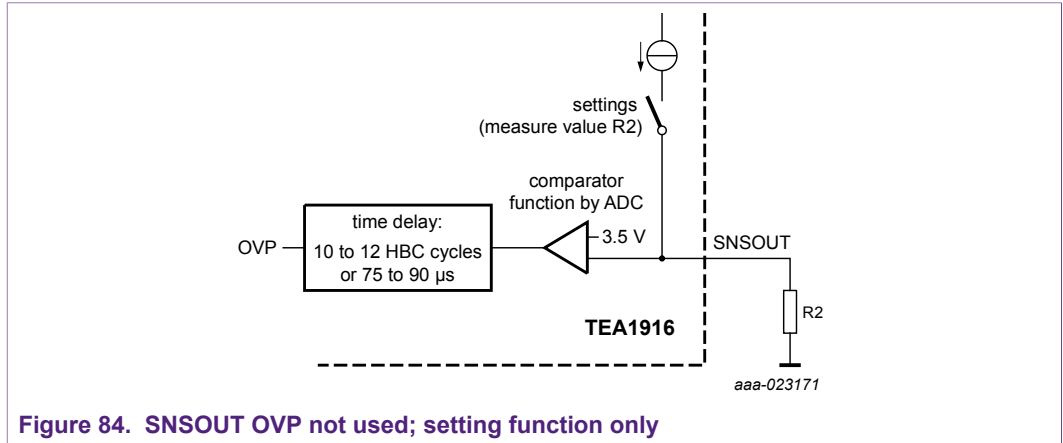 settings
(measure value R2)
comparator
function by ADC
time delay:
10 to 12 HBC cycles
or 75 to 90 µs
OVP
3.5 V
SNSOUT
R2
TEA1916
aaa-023171
Figure 84. SNSOUT OVP not used; setting function only